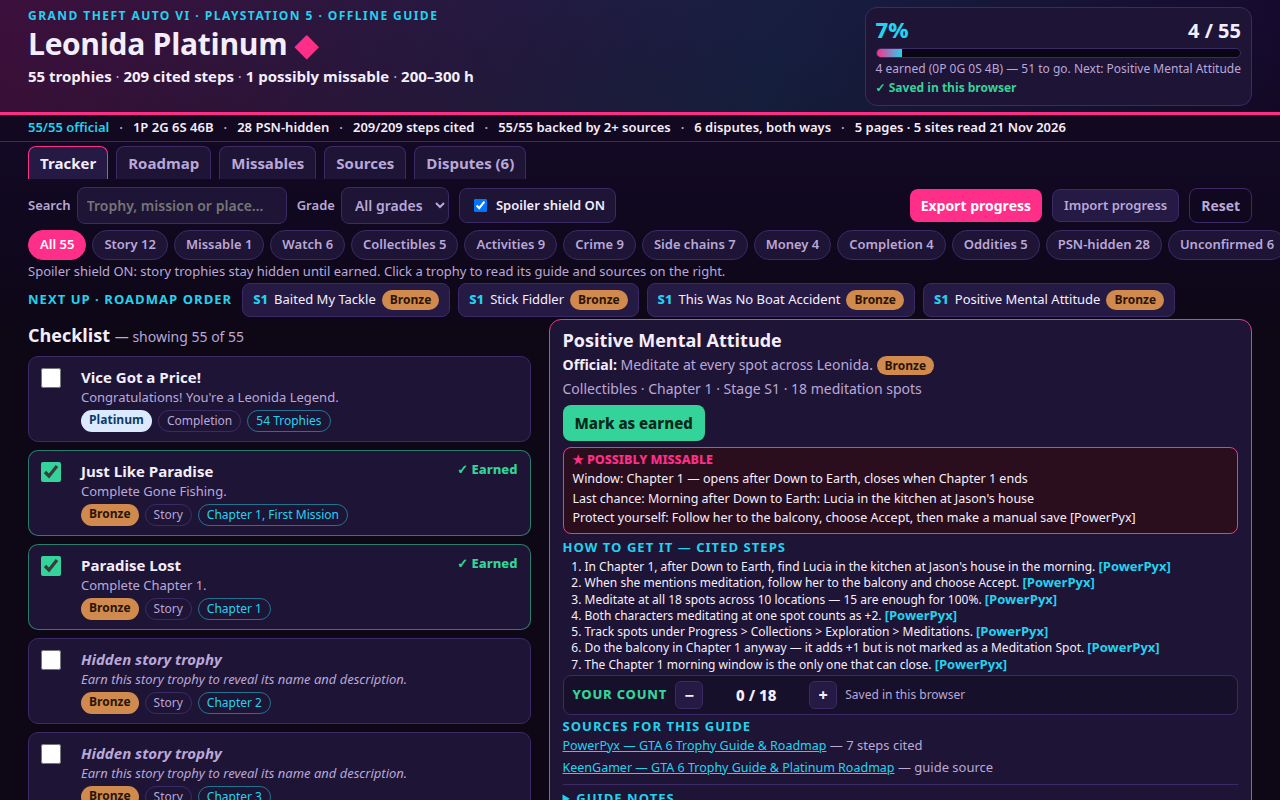 GRAND THEFT AUTO VI · PLAYSTATION 5 · OFFLINE GUIDE
Leonida Platinum
55 trophies · 209 cited steps · 1 possibly missable · 200–300 h
7% 4 / 55
4 earned (0P 0G 0S 4B) — 51 to go. Next: Positive Mental Attitude
✓ Saved in this browser
55/55 official · 1P 2G 6S 46B · 28 PSN-hidden · 209/209 steps cited · 55/55 backed by 2+ sources · 6 disputes, both ways · 5 pages · 5 sites read 21 Nov 2026
Tracker Roadmap Missables Sources Disputes (6)
Search Trophy, mission or place... Grade All grades Spoiler shield ON Export progress Import progress Reset
All 55 Story 12 Missable 1 Watch 6 Collectibles 5 Activities 9 Crime 9 Side chains 7 Money 4 Completion 4 Oddities 5 PSN-hidden 28 Unconfirmed 6
Spoiler shield ON: story trophies stay hidden until earned. Click a trophy to read its guide and sources on the right.
NEXT UP · ROADMAP ORDER S1 Baited My Tackle Bronze S1 Stick Fiddler Bronze S1 This Was No Boat Accident Bronze S1 Positive Mental Attitude Bronze
Checklist — showing 55 of 55
Vice Got a Price!
Congratulations! You're a Leonida Legend.
Platinum Completion 54 Trophies
Just Like Paradise ✓ Earned
Complete Gone Fishing.
Bronze Story Chapter 1, First Mission
Paradise Lost ✓ Earned
Complete Chapter 1.
Bronze Story Chapter 1
Hidden story trophy
Earn this story trophy to reveal its name and description.
Bronze Story Chapter 2
Hidden story trophy
Earn this story trophy to reveal its name and description.
Bronze Story Chapter 3
Positive Mental Attitude
Official: Meditate at every spot across Leonida. Bronze
Collectibles · Chapter 1 · Stage S1 · 18 meditation spots
Mark as earned
★ POSSIBLY MISSABLE
Window: Chapter 1 — opens after Down to Earth, closes when Chapter 1 ends
Last chance: Morning after Down to Earth: Lucia in the kitchen at Jason's house
Protect yourself: Follow her to the balcony, choose Accept, then make a manual save [PowerPyx]
HOW TO GET IT — CITED STEPS
1. In Chapter 1, after Down to Earth, find Lucia in the kitchen at Jason's house in the morning. [PowerPyx]
2. When she mentions meditation, follow her to the balcony and choose Accept. [PowerPyx]
3. Meditate at all 18 spots across 10 locations — 15 are enough for 100%. [PowerPyx]
4. Both characters meditating at one spot counts as +2. [PowerPyx]
5. Track spots under Progress > Collections > Exploration > Meditations. [PowerPyx]
6. Do the balcony in Chapter 1 anyway — it adds +1 but is not marked as a Meditation Spot. [PowerPyx]
7. The Chapter 1 morning window is the only one that can close. [PowerPyx]
YOUR COUNT − 0 / 18 + Saved in this browser
SOURCES FOR THIS GUIDE
PowerPyx — GTA 6 Trophy Guide & Roadmap — 7 steps cited
KeenGamer — GTA 6 Trophy Guide & Platinum Roadmap — guide source
▶ GUIDE NOTES